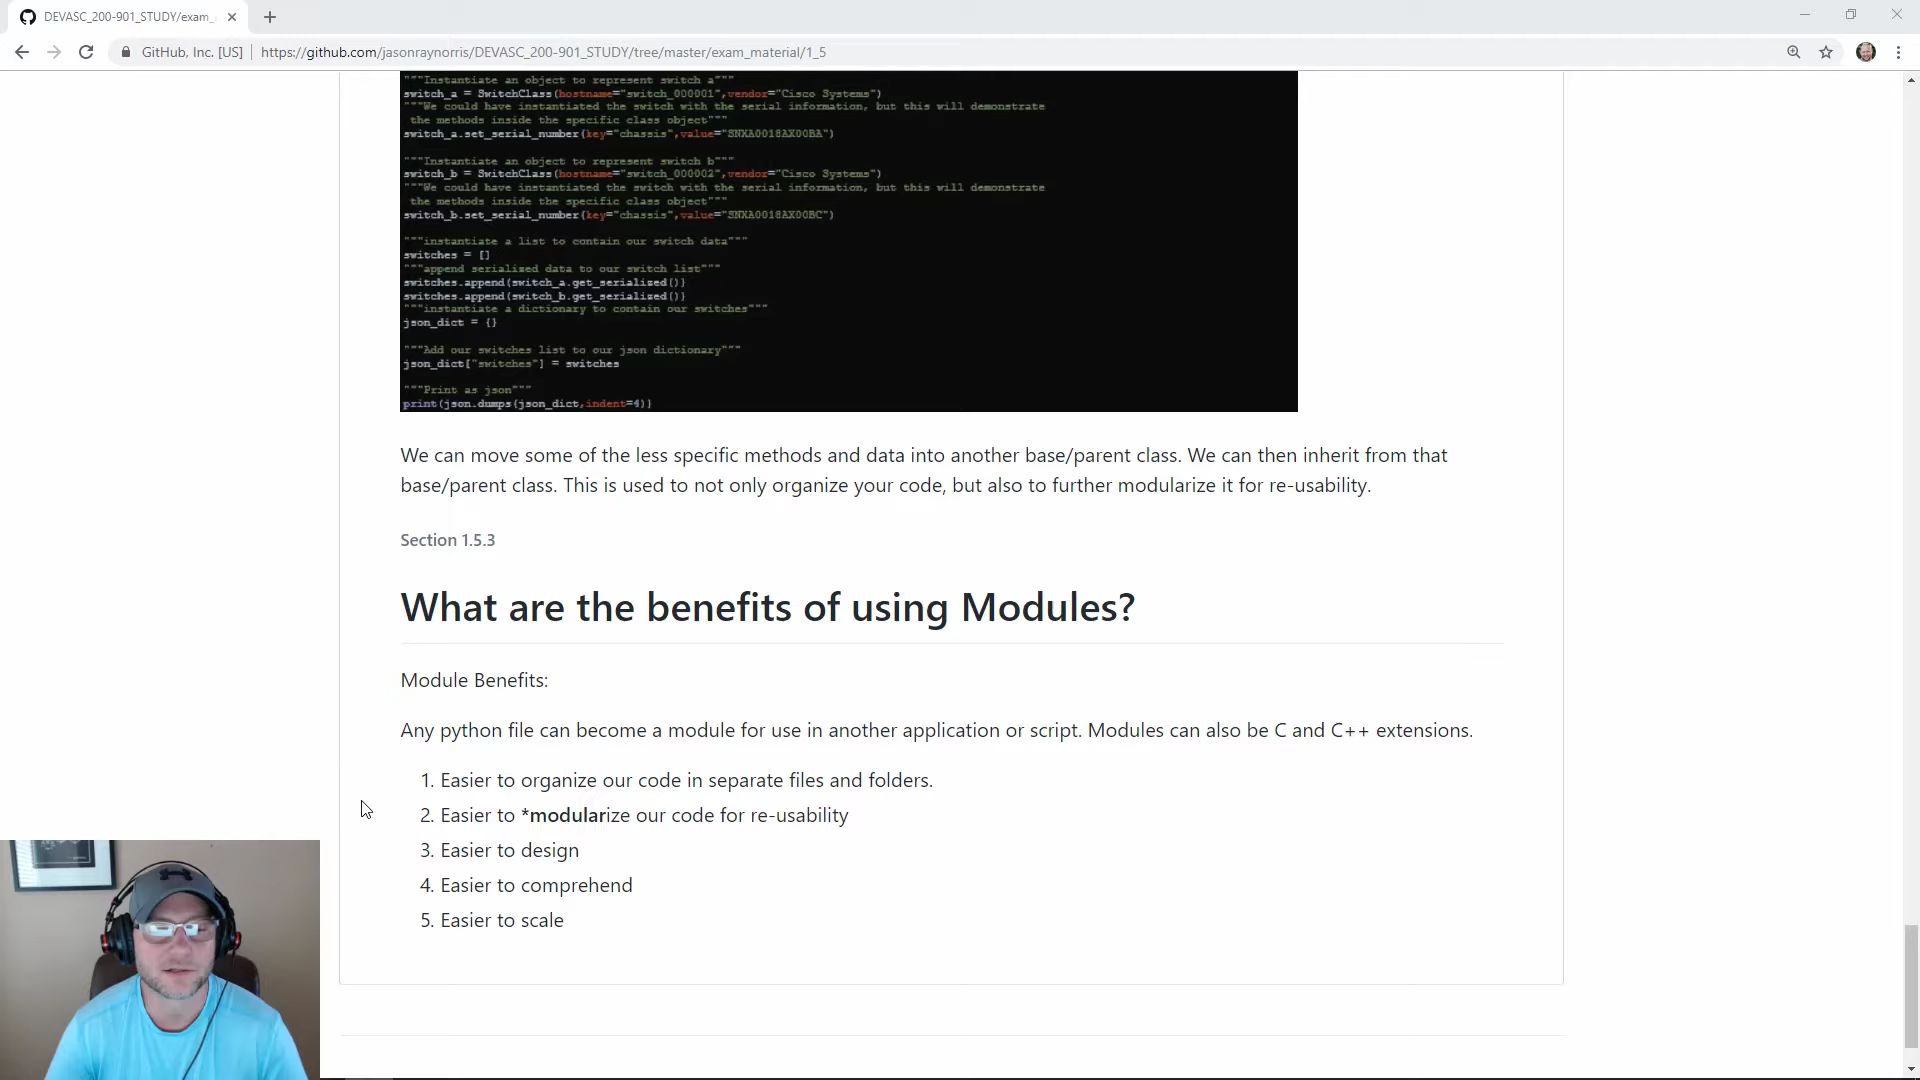 DEVASC_200-901_STUDY/exam_
GitHub, Inc. [US] https://github.com/jasonraynorris/DEVASC_200-901_STUDY/tree/master/exam_material/1_5
"""Instantiate an object to represent switch a"""
switch_a = SwitchClass(hostname="switch_000001",vendor="Cisco Systems")
"""We could have instantiated the switch with the serial information, but this will demonstrate
the methods inside the specific class object"""
switch_a.set_serial_number(key="chassis",value="SNXA0018AX00BA")
"""Instantiate an object to represent switch b"""
switch_b = SwitchClass(hostname="switch_000002",vendor="Cisco Systems")
"""We could have instantiated the switch with the serial information, but this will demonstrate
the methods inside the specific class object"""
switch_b.set_serial_number(key="chassis",value="SNXA0018AX00BC")
"""instantiate a list to contain our switch data"""
switches = []
"""append serialized data to our switch list"""
switches.append(switch_a.get_serialized())
switches.append(switch_b.get_serialized())
"""instantiate a dictionary to contain our switches"""
json_dict = {}
"""Add our switches list to our json dictionary"""
json_dict["switches"] = switches
"""Print as json"""
print(json.dumps(json_dict,indent=4))
We can move some of the less specific methods and data into another base/parent class. We can then inherit from that
base/parent class. This is used to not only organize your code, but also to further modularize it for re-usability.
Section 1.5.3
What are the benefits of using Modules?
Module Benefits:
Any python file can become a module for use in another application or script. Modules can also be C and C++ extensions.
1. Easier to organize our code in separate files and folders.
2. Easier to *modularize our code for re-usability
3. Easier to design
4. Easier to comprehend
5. Easier to scale